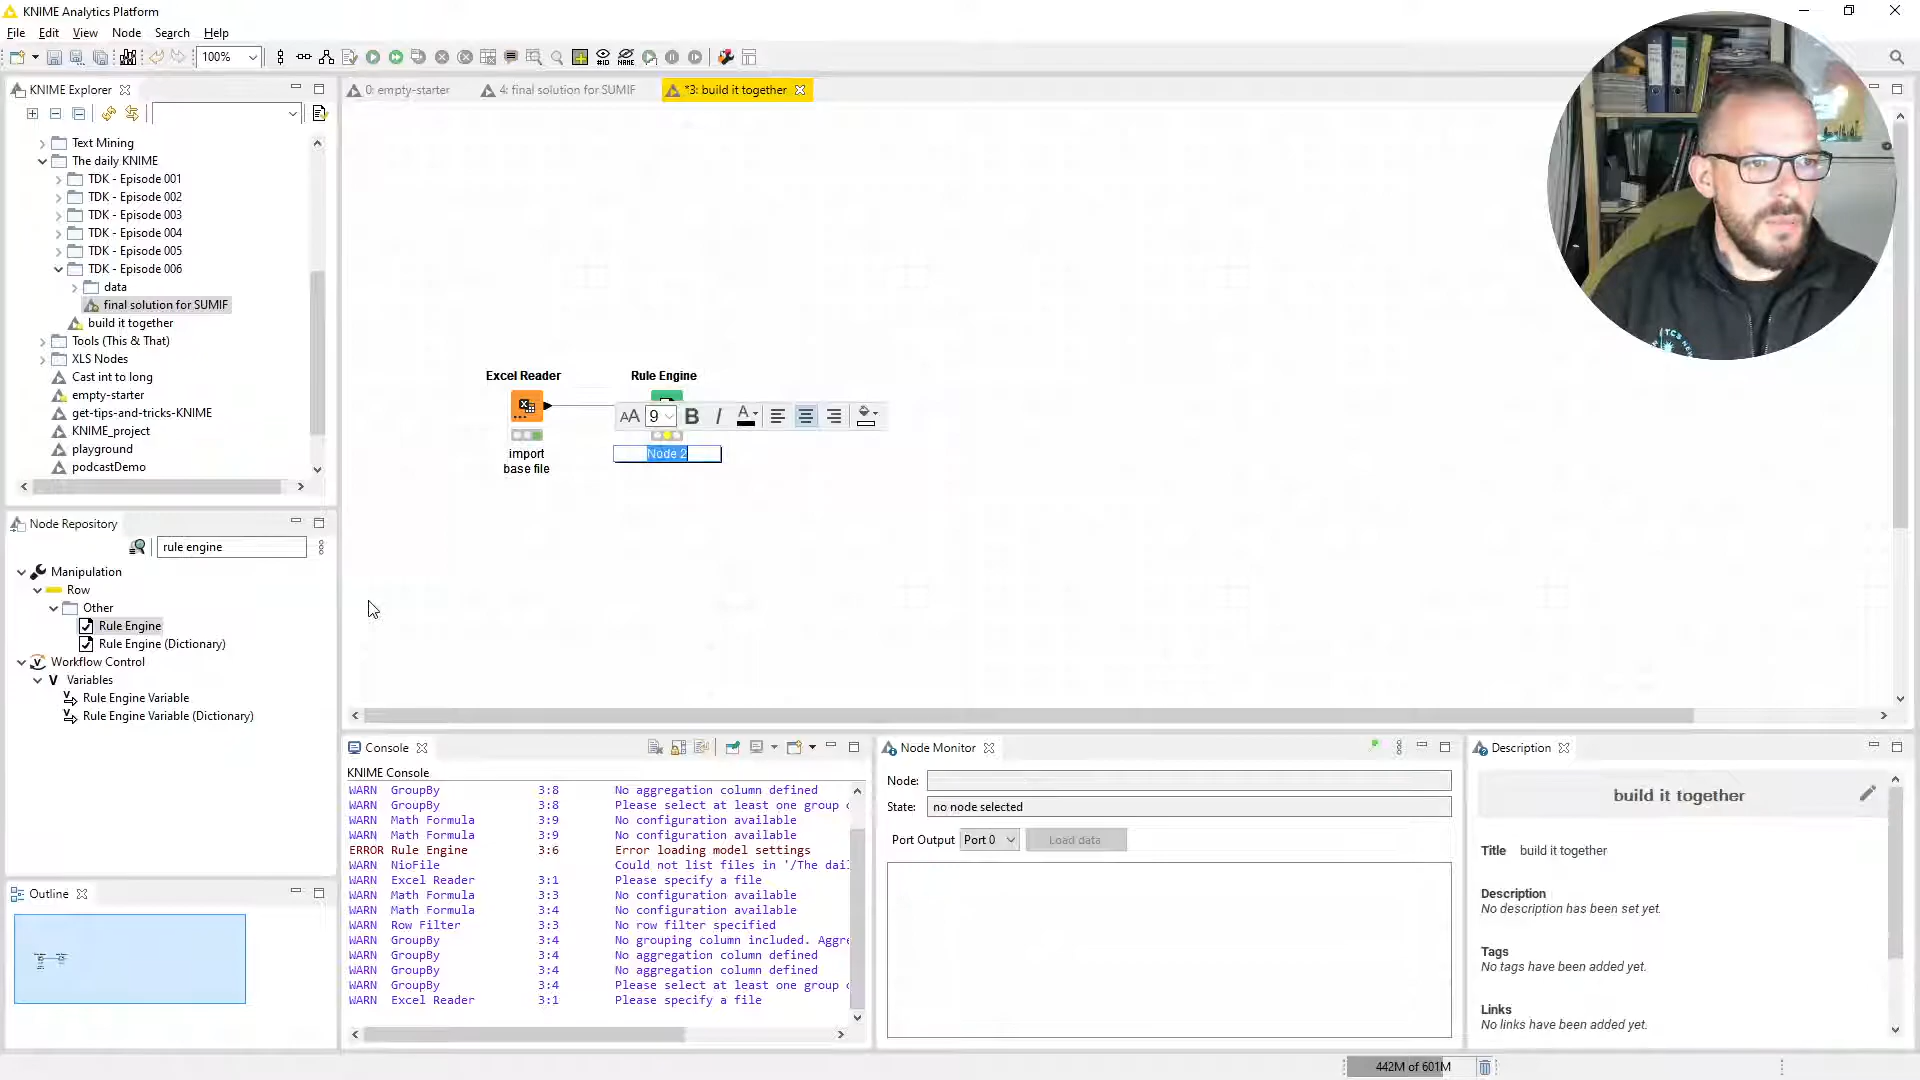 KNIME Analytics Platform
File Edit View Node Search Help
100%
KNIME Explorer
0: empty-starter
4: final solution for SUMIF
*3: build it together
Text Mining
The daily KNIME
TDK - Episode 001
TDK - Episode 002
TDK - Episode 003
TDK - Episode 004
TDK - Episode 005
TDK - Episode 006
data
final solution for SUMIF
build it together
Tools (This & That)
XLS Nodes
Cast int to long
empty-starter
get-tips-and-tricks-KNIME
KNIME_project
playground
podcastDemo
Excel Reader
Rule Engine
AA 9 B I A
import
base file
Node 2
Node Repository
rule engine
Manipulation
Row
Other
Rule Engine
Rule Engine (Dictionary)
Workflow Control
V Variables
Rule Engine Variable
Rule Engine Variable (Dictionary)
Outline
Console
KNIME Console
WARN GroupBy 3:8 No aggregation column defined
WARN GroupBy 3:8 Please select at least one group c
WARN Math Formula 3:9 No configuration available
WARN Math Formula 3:9 No configuration available
ERROR Rule Engine 3:6 Error loading model settings
WARN NioFile Could not list files in '/The dai
WARN Excel Reader 3:1 Please specify a file
WARN Math Formula 3:3 No configuration available
WARN Math Formula 3:4 No configuration available
WARN Row Filter 3:3 No row filter specified
WARN GroupBy 3:4 No grouping column included. Aggre
WARN GroupBy 3:4 No aggregation column defined
WARN GroupBy 3:4 No aggregation column defined
WARN GroupBy 3:4 Please select at least one group c
WARN Excel Reader 3:1 Please specify a file
Node Monitor
Node:
State: no node selected
Port Output Port 0 Load data
Description
build it together
Title build it together
Description
No description has been set yet.
Tags
No tags have been added yet.
Links
No links have been added yet.
442M of 601M